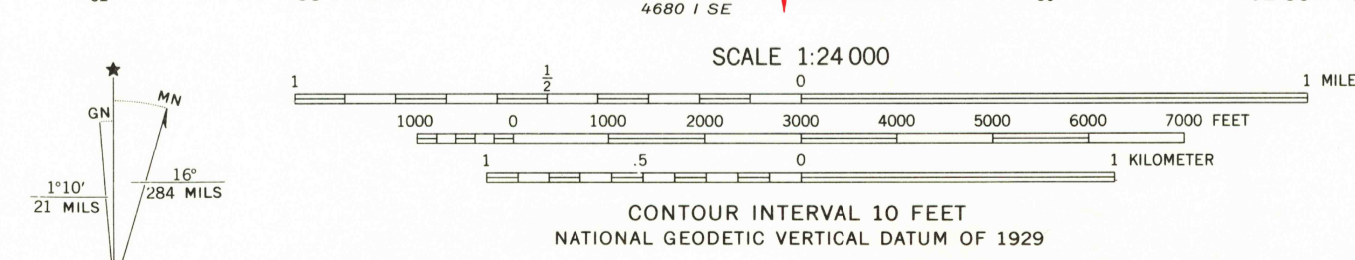 4680 I SE
SCALE 1:24 000
1 1/2 0 1 MILE
1000 0 1000 2000 3000 4000 5000 6000 7000 FEET
1 .5 0 1 KILOMETER
CONTOUR INTERVAL 10 FEET
NATIONAL GEODETIC VERTICAL DATUM OF 1929
★
GN
MN
1°10′
21 MILS
16°
284 MILS